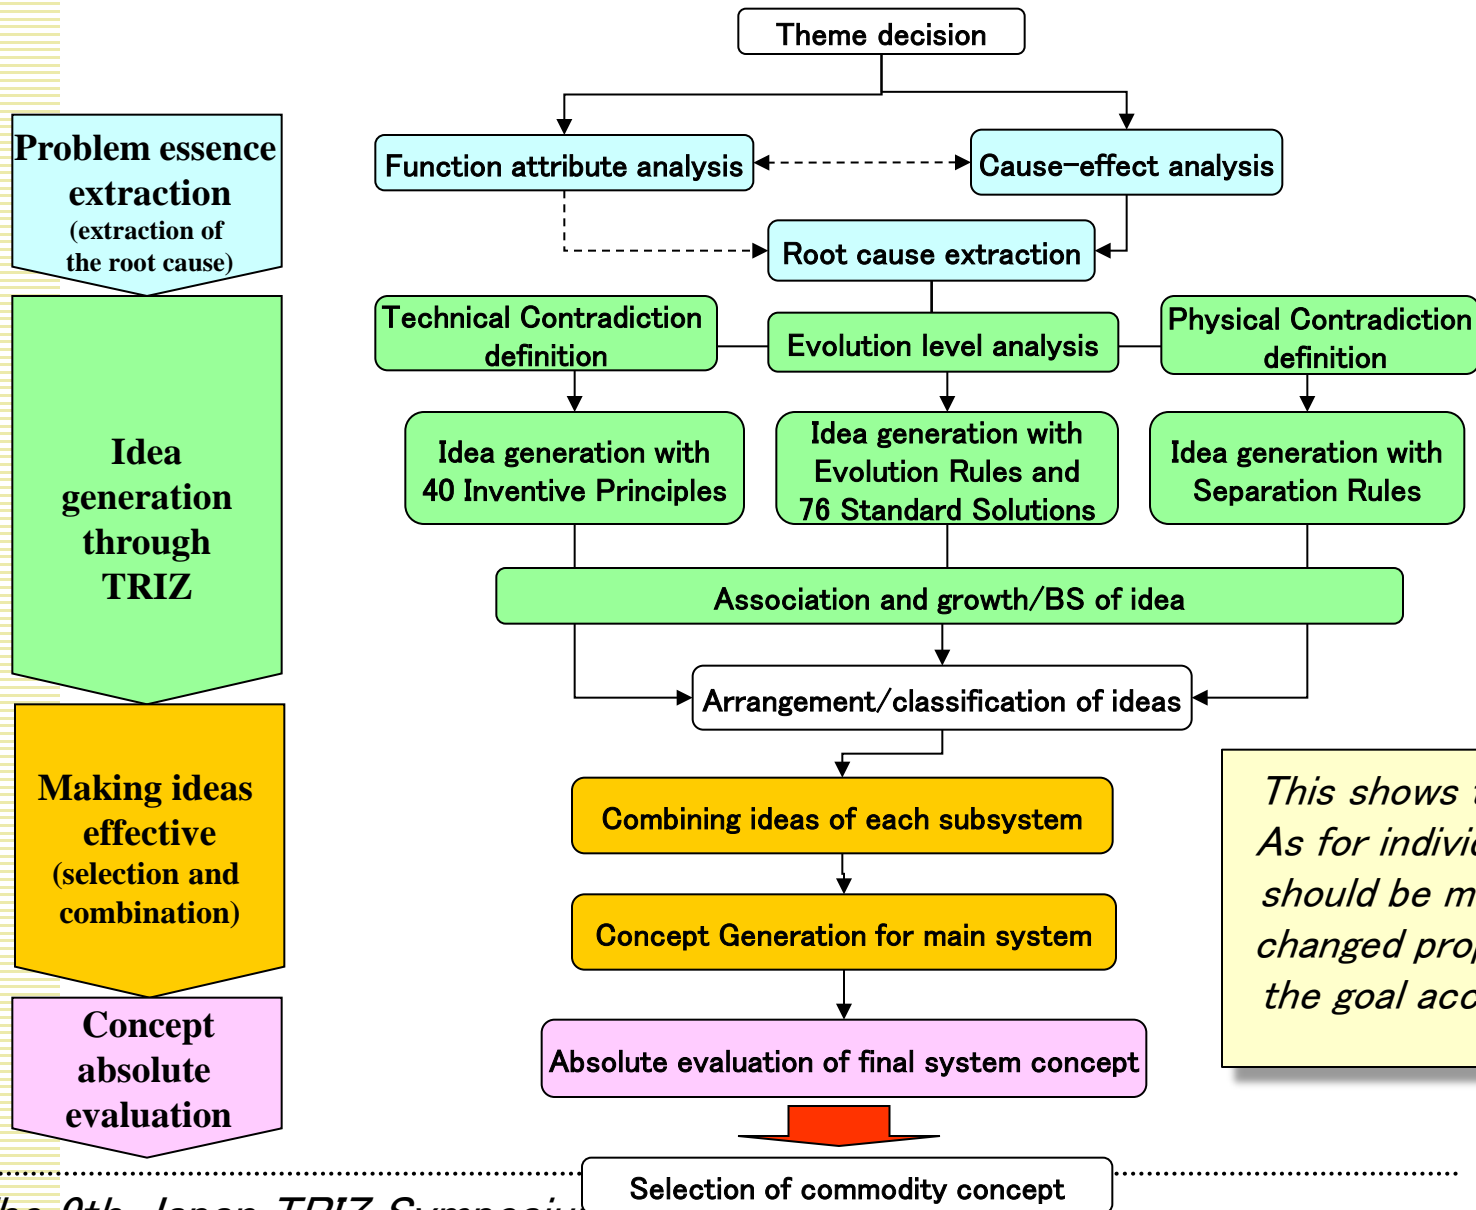 Theme decision
Problem essence
extraction
(extraction of
the root cause)
Function attribute analysis
Cause-effect analysis
Root cause extraction
Technical Contradiction
definition
Evolution level analysis
Physical Contradiction
definition
Idea
generation
through
TRIZ
Idea generation with
40 Inventive Principles
Idea generation with
Evolution Rules and
76 Standard Solutions
Idea generation with
Separation Rules
Association and growth/BS of idea
Arrangement/classification of ideas
Making ideas
effective
(selection and
combination)
Combining ideas of each subsystem
Concept Generation for main system
This shows
As for
should be
changed
the goal
Concept
absolute
evaluation
Absolute evaluation of final system concept
Selection of commodity concept
9th Japan TRIZ